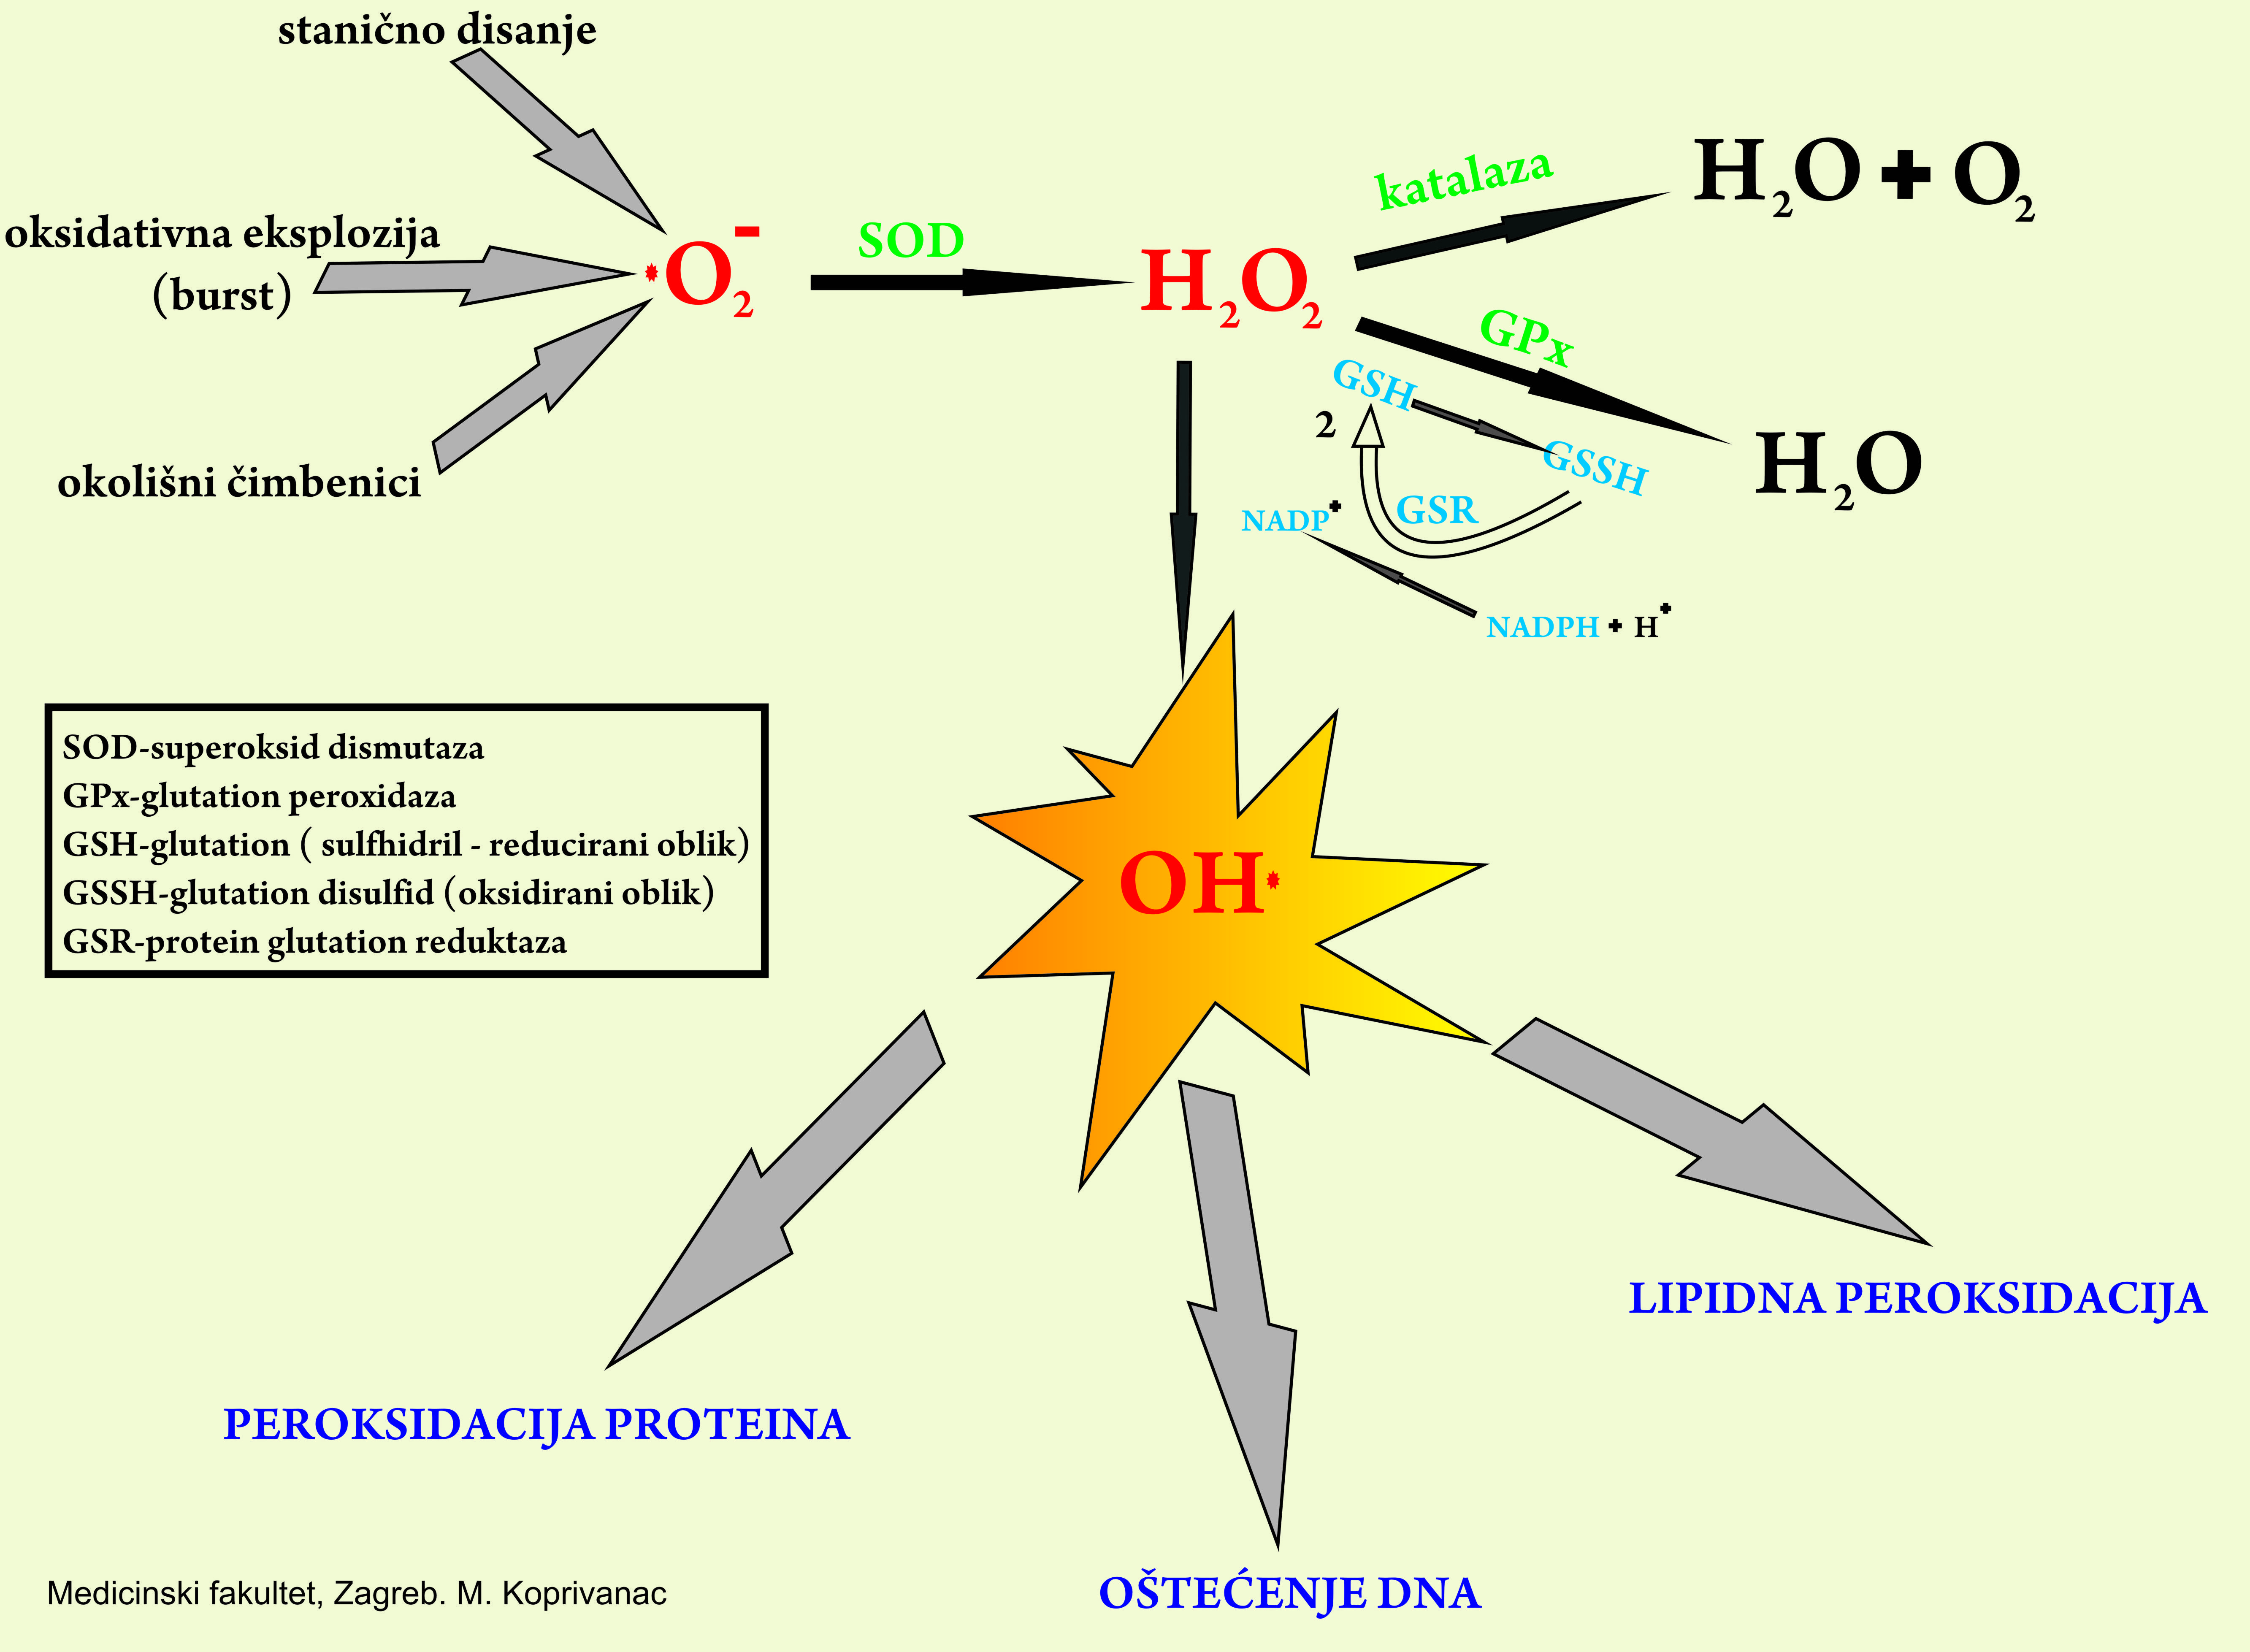 stanično disanje
oksidativna eksplozija
(burst)
okolišni čimbenici
•O₂⁻
SOD
H₂O₂
katalaza
H₂O + O₂
GPx
H₂O
GSH
2
GSSH
GSR
NADP⁺
NADPH + H⁺
SOD-superoksid dismutaza
GPx-glutation peroxidaza
GSH-glutation ( sulfhidril - reducirani oblik)
GSSH-glutation disulfid (oksidirani oblik)
GSR-protein glutation reduktaza
OH•
LIPIDNA PEROKSIDACIJA
PEROKSIDACIJA PROTEINA
OŠTEĆENJE DNA
Medicinski fakultet, Zagreb. M. Koprivanac